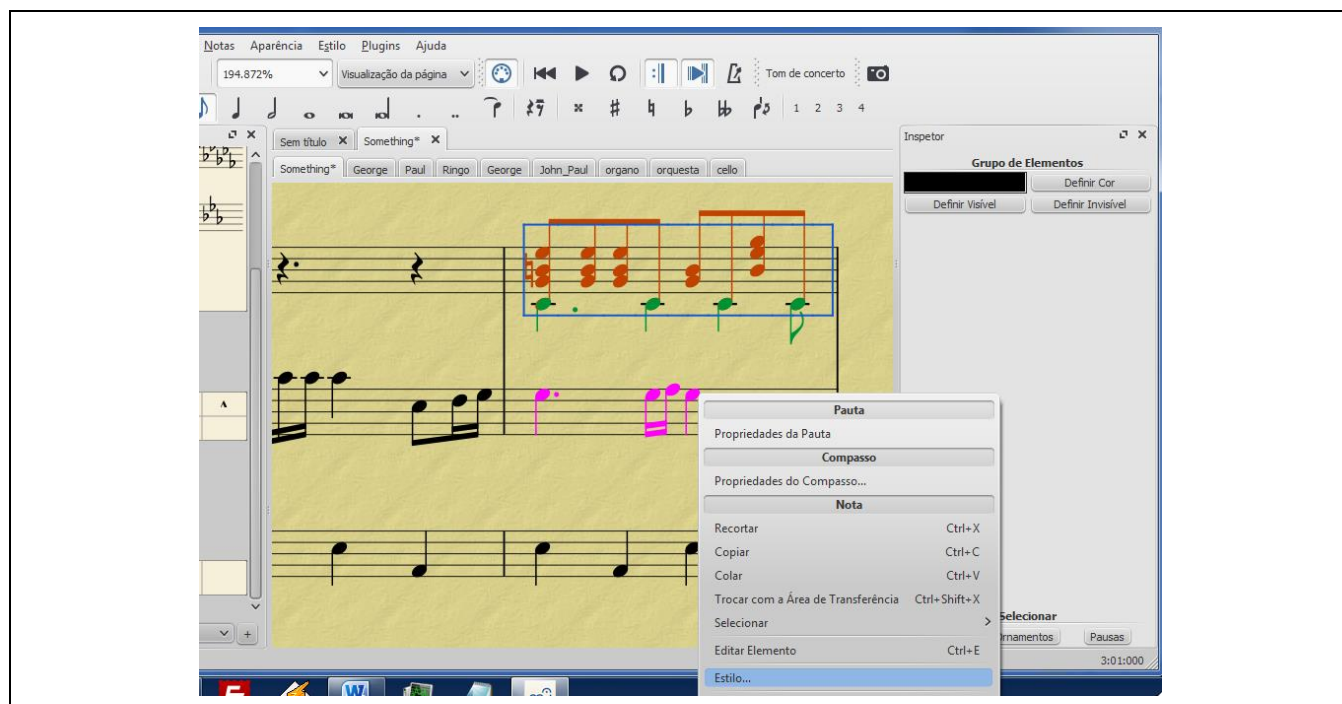 Notas Aparência Estilo Plugins Ajuda
194.872% Visualização da página Tom de concerto
1 2 3 4
Sem título X Something* X
Something* George Paul Ringo George John_Paul organo orquesta cello
Inspetor
Grupo de Elementos
Definir Cor
Definir Visível Definir Invisível
A
Pauta
Propriedades da Pauta
Compasso
Propriedades do Compasso...
Nota
Recortar Ctrl+X
Copiar Ctrl+C
Colar Ctrl+V
Trocar com a Área de Transferência Ctrl+Shift+X
Selecionar
Editar Elemento Ctrl+E
Estilo...
Selecionar
Ornamentos Pausas
3:01:000
W